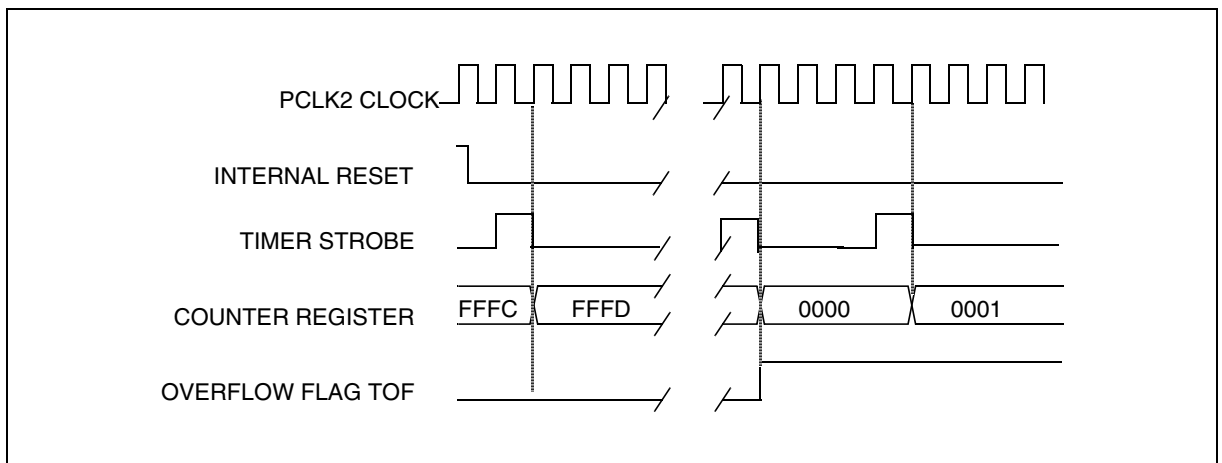 PCLK2 CLOCK
INTERNAL RESET
TIMER STROBE
COUNTER REGISTER FFFC FFFD 0000 0001
OVERFLOW FLAG TOF